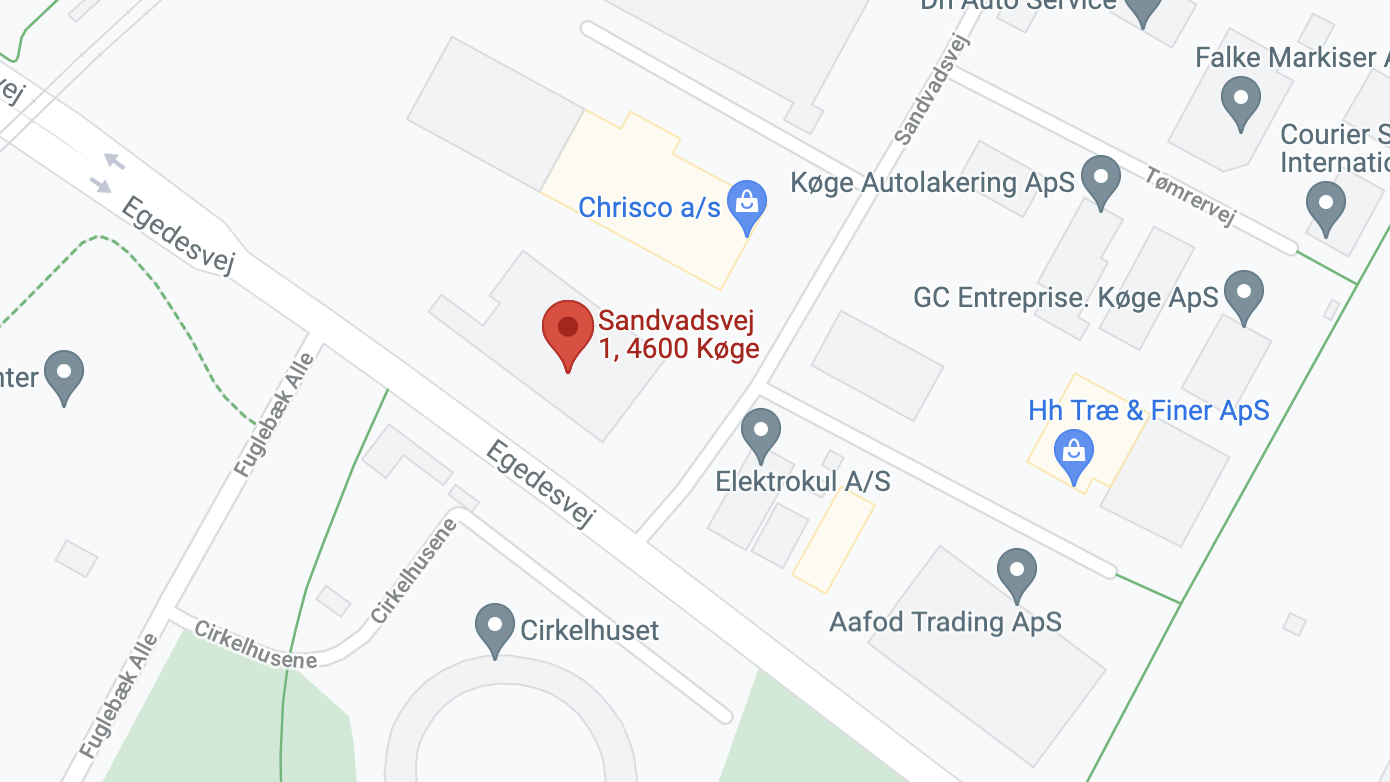 Dh Auto Service
Falke Markiser A
vej
Sandvadsvej
Courier S
Internatio
Køge Autolakering ApS
Tømrervej
Chrisco a/s
Egedesvej
GC Entreprise. Køge ApS
Sandvadsvej
1, 4600 Køge
nter
Fuglebæk Alle
Hh Træ & Finer ApS
Egedesvej
Elektrokul A/S
Cirkelhusene
Aafod Trading ApS
Cirkelhuset
Cirkelhusene
Fuglebæk Alle